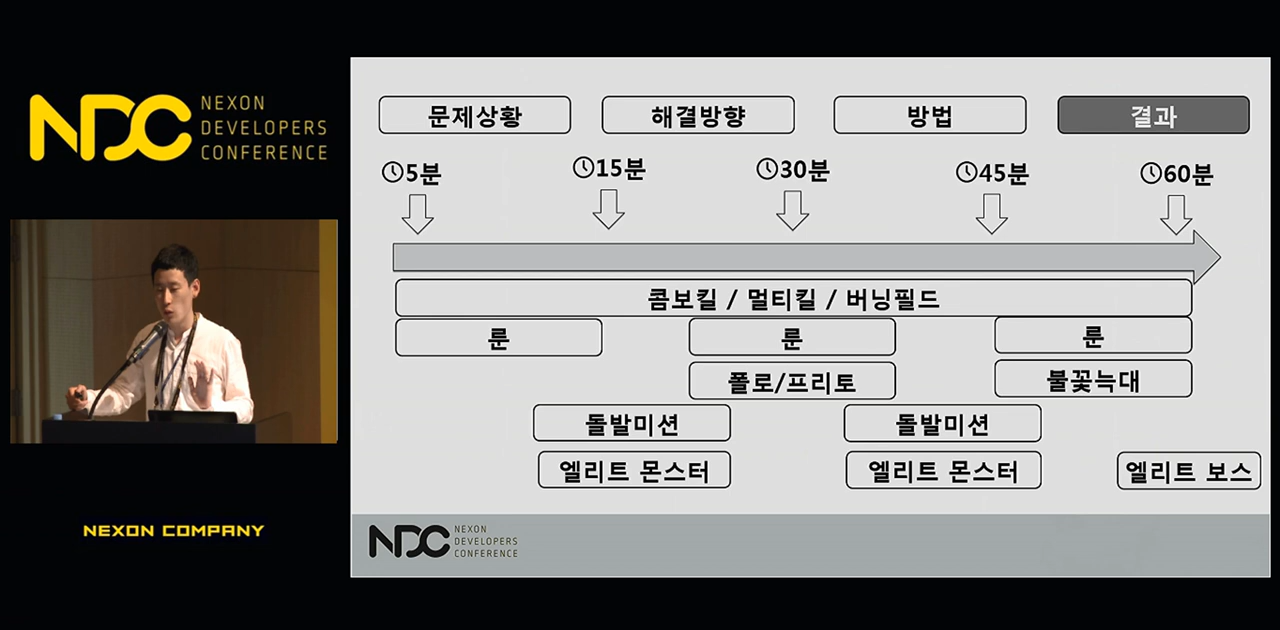 NDC NEXON
DEVELOPERS
CONFERENCE
NEXON COMPANY
문제상황
해결방향
방법
결과
5분
15분
30분
45분
60분
콤보킬 / 멀티킬 / 버닝필드
룬
룬
룬
폴로/프리토
불꽃늑대
돌발미션
돌발미션
엘리트 몬스터
엘리트 몬스터
엘리트 보스
NDC NEXON
DEVELOPERS
CONFERENCE